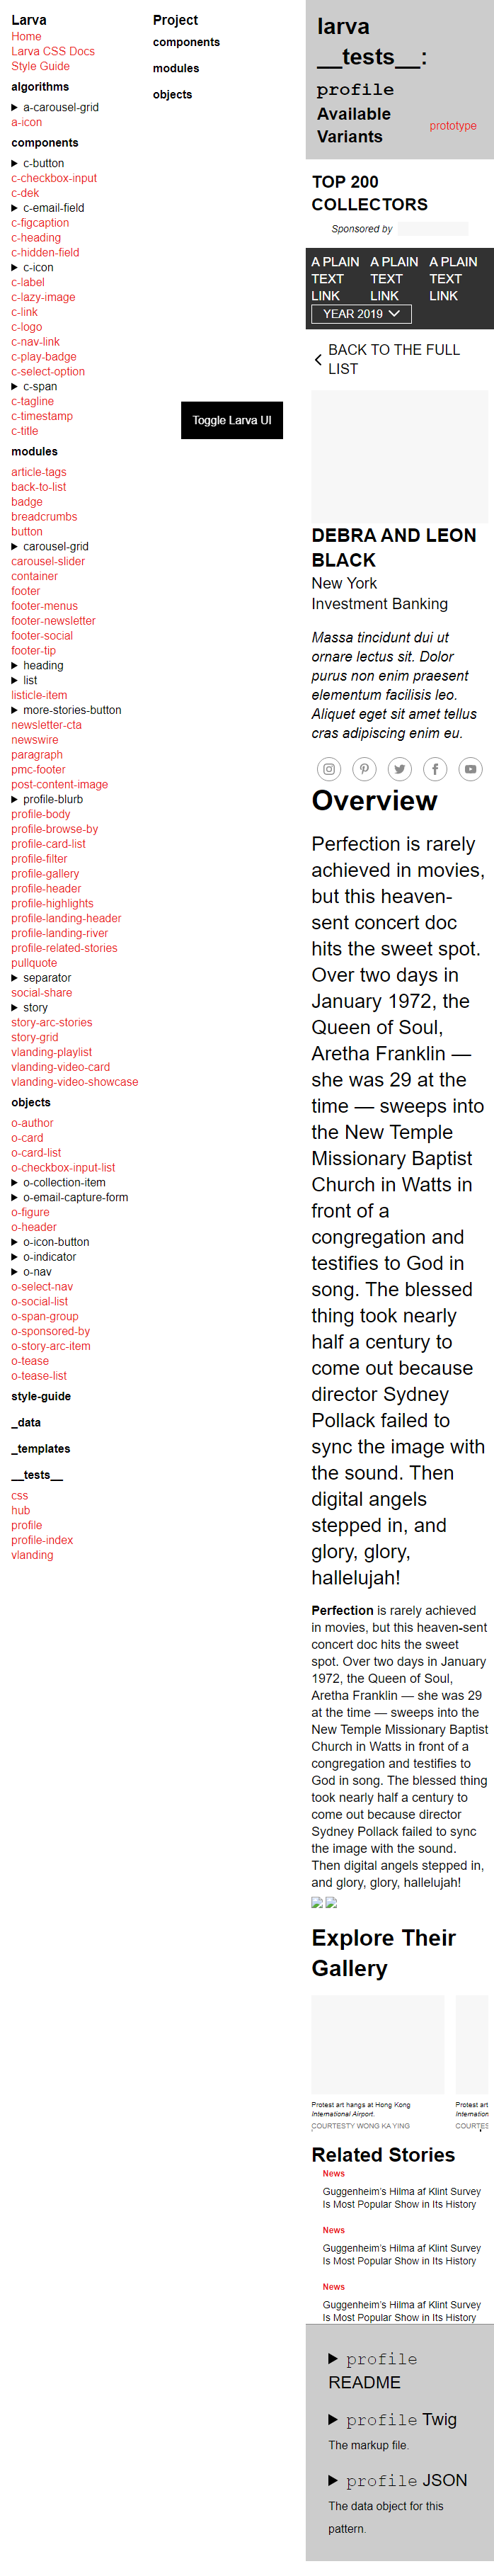 Larva
Home
Larva CSS Docs
Style Guide
algorithms
a-carousel-grid
a-icon
components
c-button
c-checkbox-input
c-dek
c-email-field
c-figcaption
c-heading
c-hidden-field
c-icon
c-label
c-lazy-image
c-link
c-logo
c-nav-link
c-play-badge
c-select-option
c-span
c-tagline
c-timestamp
c-title
modules
article-tags
back-to-list
badge
breadcrumbs
button
carousel-grid
carousel-slider
container
footer
footer-menus
footer-newsletter
footer-social
footer-tip
heading
list
listicle-item
more-stories-button
newsletter-cta
newswire
paragraph
pmc-footer
post-content-image
profile-blurb
profile-body
profile-browse-by
profile-card-list
profile-filter
profile-gallery
profile-header
profile-highlights
profile-landing-header
profile-landing-river
profile-related-stories
pullquote
separator
social-share
story
story-arc-stories
story-grid
vlanding-playlist
vlanding-video-card
vlanding-video-showcase
objects
o-author
o-card
o-card-list
o-checkbox-input-list
o-collection-item
o-email-capture-form
o-figure
o-header
o-icon-button
o-indicator
o-nav
o-select-nav
o-social-list
o-span-group
o-sponsored-by
o-story-arc-item
o-tease
o-tease-list
style-guide
_data
_templates
__tests__
css
hub
profile
profile-index
vlanding
Project
components
modules
objects
Toggle Larva UI
larva
__tests__:
profile
Available
Variants
prototype
TOP 200
COLLECTORS
Sponsored by
A PLAIN A PLAIN A PLAIN
TEXT TEXT TEXT
LINK LINK LINK
YEAR 2019
BACK TO THE FULL
LIST
DEBRA AND LEON
BLACK
New York
Investment Banking
Massa tincidunt dui ut
ornare lectus sit. Dolor
purus non enim praesent
elementum facilisis leo.
Aliquet eget sit amet tellus
cras adipiscing enim eu.
Overview
Perfection is rarely
achieved in movies,
but this heaven-
sent concert doc
hits the sweet spot.
Over two days in
January 1972, the
Queen of Soul,
Aretha Franklin —
she was 29 at the
time — sweeps into
the New Temple
Missionary Baptist
Church in Watts in
front of a
congregation and
testifies to God in
song. The blessed
thing took nearly
half a century to
come out because
director Sydney
Pollack failed to
sync the image with
the sound. Then
digital angels
stepped in, and
glory, glory,
hallelujah!
Perfection is rarely achieved
in movies, but this heaven-sent
concert doc hits the sweet
spot. Over two days in January
1972, the Queen of Soul,
Aretha Franklin — she was 29
at the time — sweeps into the
New Temple Missionary Baptist
Church in Watts in front of a
congregation and testifies to
God in song. The blessed thing
took nearly half a century to
come out because director
Sydney Pollack failed to sync
the image with the sound.
Then digital angels stepped in,
and glory, glory, hallelujah!
Explore Their
Gallery
Protest art hangs at Hong Kong Protest art
International Airport. Internation
COURTESTY WONG KA YING COURTES
Related Stories
News
Guggenheim's Hilma af Klint Survey
Is Most Popular Show in Its History
News
Guggenheim's Hilma af Klint Survey
Is Most Popular Show in Its History
News
Guggenheim's Hilma af Klint Survey
Is Most Popular Show in Its History
profile
README
profile Twig
The markup file.
profile JSON
The data object for this
pattern.